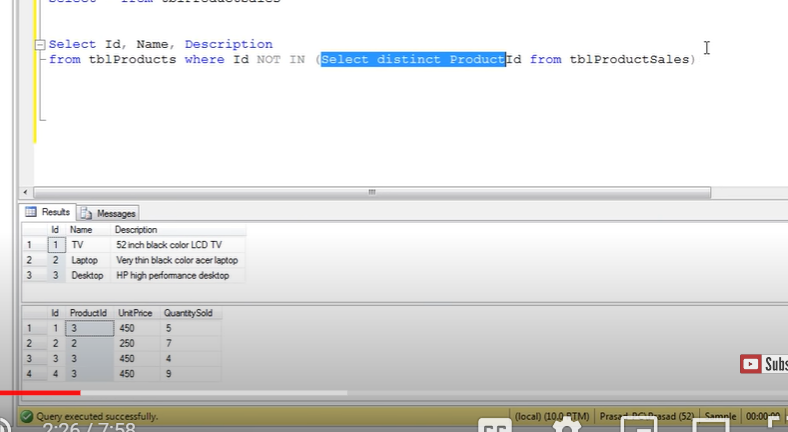 Select * from tblProductSales
Select Id, Name, Description
from tblProducts where Id NOT IN (Select distinct ProductId from tblProductSales)
Results Messages
Id Name Description
1 1 TV 52 inch black color LCD TV
2 2 Laptop Very thin black color acer laptop
3 3 Desktop HP high performance desktop
Id ProductId UnitPrice QuantitySold
1 1 3 450 5
2 2 2 250 7
3 3 3 450 4
4 4 3 450 9
Subs
Query executed successfully. (local) (10.0 RTM) Prasad-PC\Prasad (52) Sample 00:00:00
2:26 / 7:58